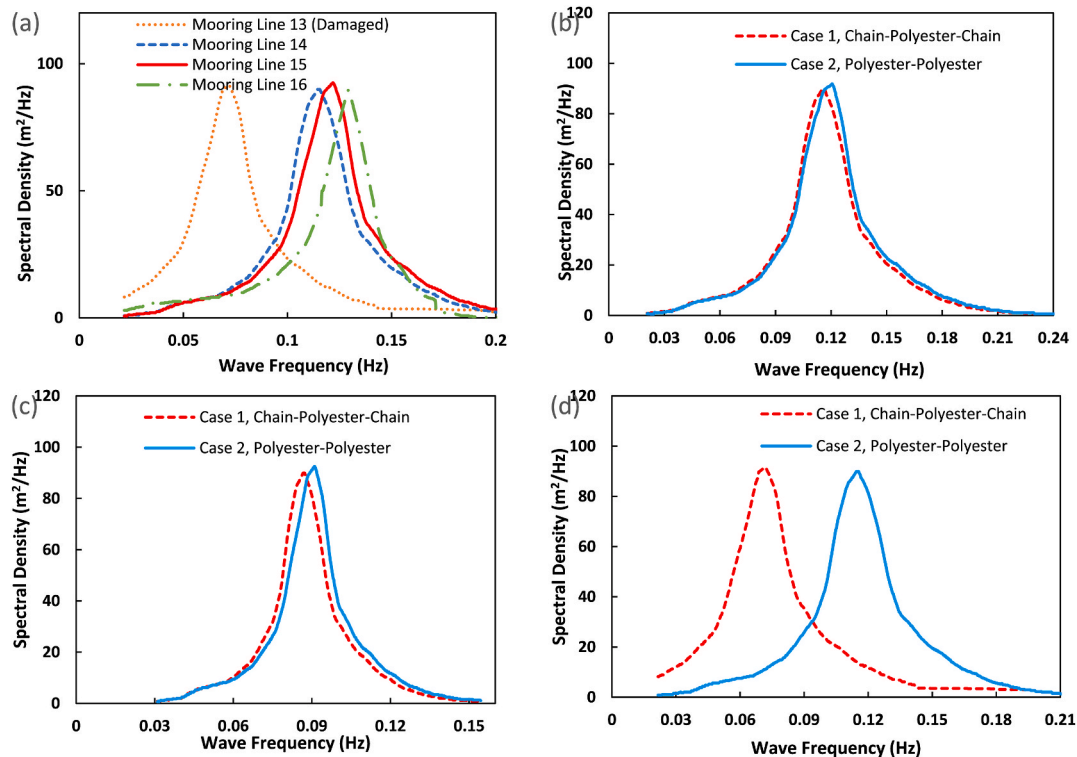 (a)
Mooring Line 13 (Damaged)
Mooring Line 14
Mooring Line 15
Mooring Line 16
100
50
0
0.05
0.1
0.15
0.2
Spectral Density (m²/Hz)
Wave Frequency (Hz)
(b)
Case 1, Chain-Polyester-Chain
Case 2, Polyester-Polyester
120
100
80
60
40
20
0
0
0.03
0.06
0.09
0.12
0.15
0.18
0.21
0.24
Spectral Density (m²/Hz)
Wave Frequency (Hz)
(c)
Case 1, Chain-Polyester-Chain
Case 2, Polyester-Polyester
120
100
80
60
40
20
0
0
0.03
0.06
0.09
0.12
0.15
Spectral Density (m²/Hz)
Wave Frequency (Hz)
(d)
Case 1, Chain-Polyester-Chain
Case 2, Polyester-Polyester
120
100
80
60
40
20
0
0
0.03
0.06
0.09
0.12
0.15
0.18
0.21
Spectral Density (m²/Hz)
Wave Frequency (Hz)